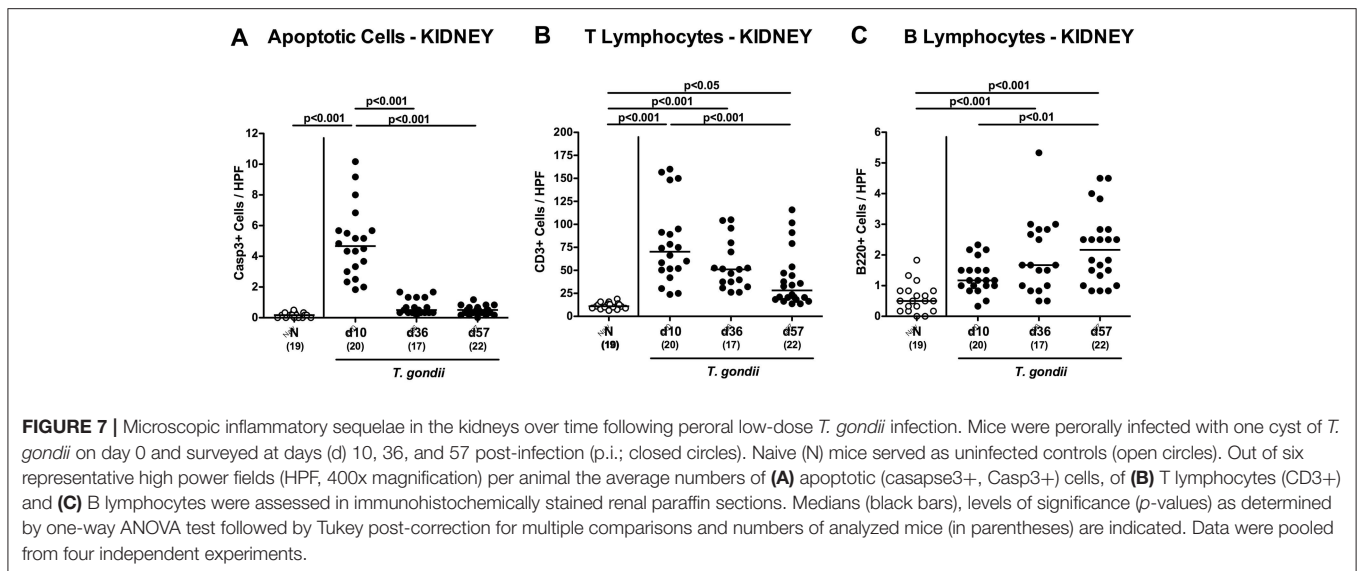 A Apoptotic Cells - KIDNEY
p<0.001
p<0.001 p<0.001
Casp3+ Cells / HPF
12
10
8
6
4
2
0
N d10 d36 d57
(19) (20) (17) (22)
T. gondii
B T Lymphocytes - KIDNEY
p<0.05
p<0.001
p<0.001 p<0.001
CD3+ Cells / HPF
200
175
150
125
100
75
50
25
0
N d10 d36 d57
(20) (17) (22)
T. gondii
C B Lymphocytes - KIDNEY
p<0.001
p<0.001
p<0.01
B220+ Cells / HPF
6
5
4
3
2
1
0
N d10 d36 d57
(19) (20) (17) (22)
T. gondii
FIGURE 7 | Microscopic inflammatory sequelae in the kidneys over time following peroral low-dose T. gondii infection. Mice were perorally infected with one cyst of T.
gondii on day 0 and surveyed at days (d) 10, 36, and 57 post-infection (p.i.; closed circles). Naive (N) mice served as uninfected controls (open circles). Out of six
representative high power fields (HPF, 400x magnification) per animal the average numbers of (A) apoptotic (casapse3+, Casp3+) cells, of (B) T lymphocytes (CD3+)
and (C) B lymphocytes were assessed in immunohistochemically stained renal paraffin sections. Medians (black bars), levels of significance (p-values) as determined
by one-way ANOVA test followed by Tukey post-correction for multiple comparisons and numbers of analyzed mice (in parentheses) are indicated. Data were pooled
from four independent experiments.